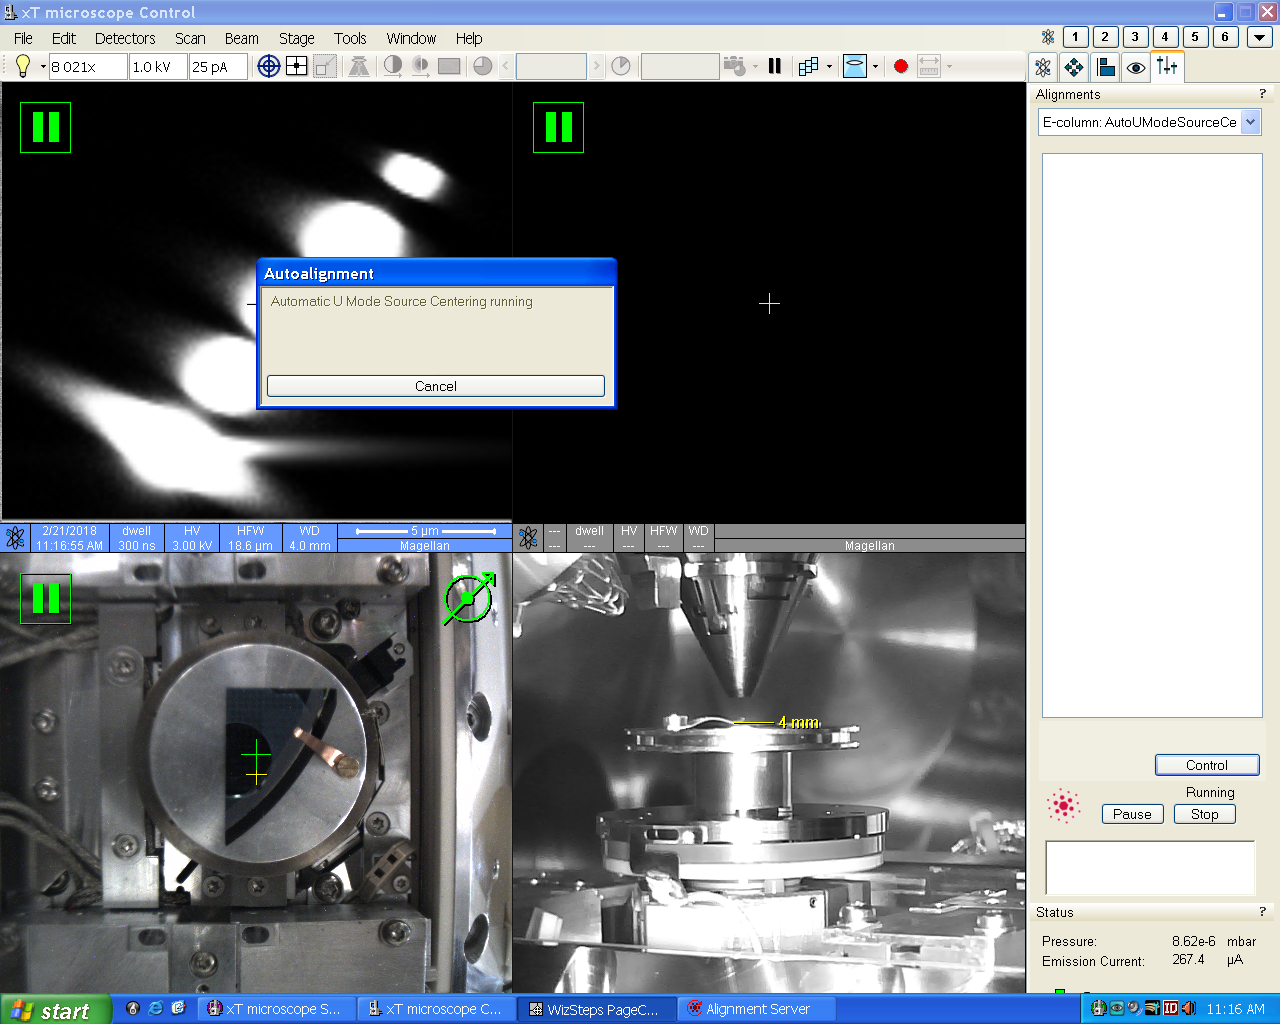 xT microscope Control
File Edit Detectors Scan Beam Stage Tools Window Help
1 2 3 4 5 6
8 021x 1.0 kV 25 pA
Alignments ?
E-column: AutoUModeSourceCe
Autoalignment
Automatic U Mode Source Centering running
Cancel
2/21/2018 dwell HV HFW WD 5 µm
11:16:55 AM 300 ns 3.00 kV 18.6 µm 4.0 mm Magellan
--- dwell HV HFW WD
--- --- --- --- --- Magellan
4 mm
Control
Running
Pause Stop
Status ?
Pressure: 8.62e-6 mbar
Emission Current: 267.4 µA
start xT microscope S... xT microscope C... WizSteps PageC... Alignment Server ID 11:16 AM